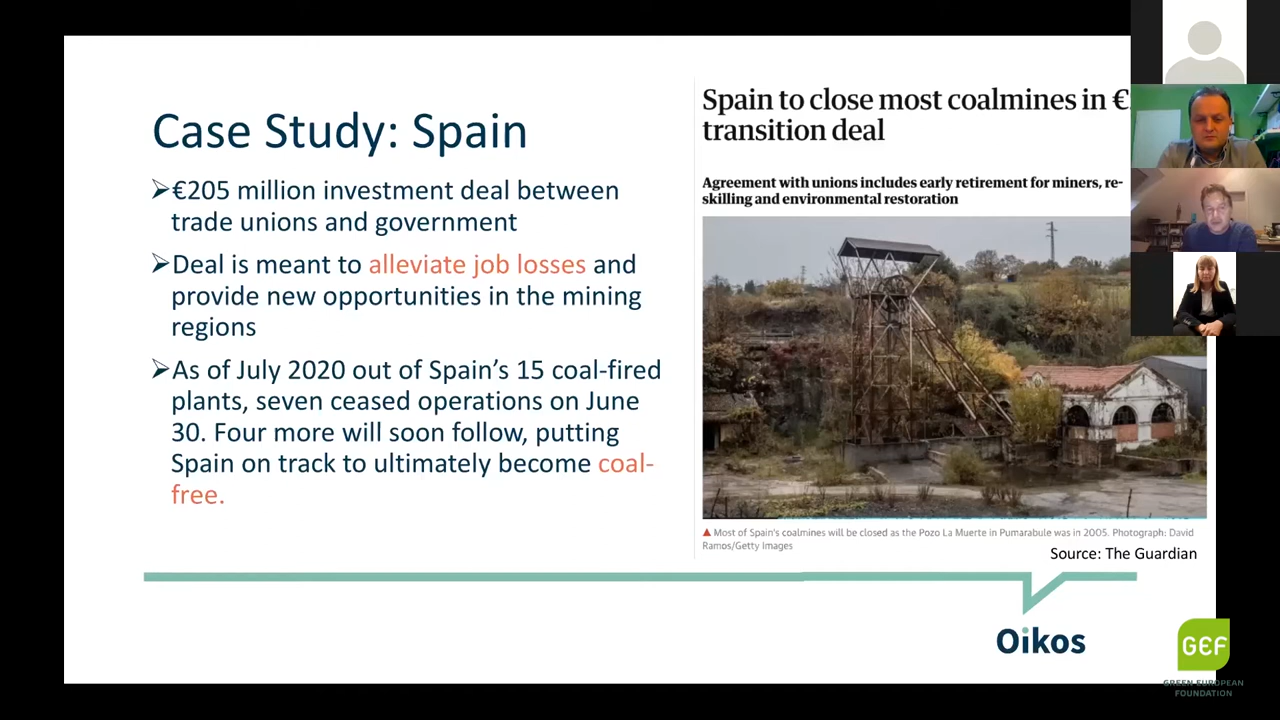 Case Study: Spain
➢€205 million investment deal between
trade unions and government
➢Deal is meant to alleviate job losses and
provide new opportunities in the mining
regions
➢As of July 2020 out of Spain’s 15 coal-fired
plants, seven ceased operations on June
30. Four more will soon follow, putting
Spain on track to ultimately become coal-
free.
Spain to close most coalmines in €
transition deal
Agreement with unions includes early retirement for miners, re-
skilling and environmental restoration
▲ Most of Spain's coalmines will be closed as the Pozo La Muerte in Pumarabule was in 2005. Photograph: David
Ramos/Getty Images
Source: The Guardian
Oikos
GEF
GREEN EUROPEAN
FOUNDATION